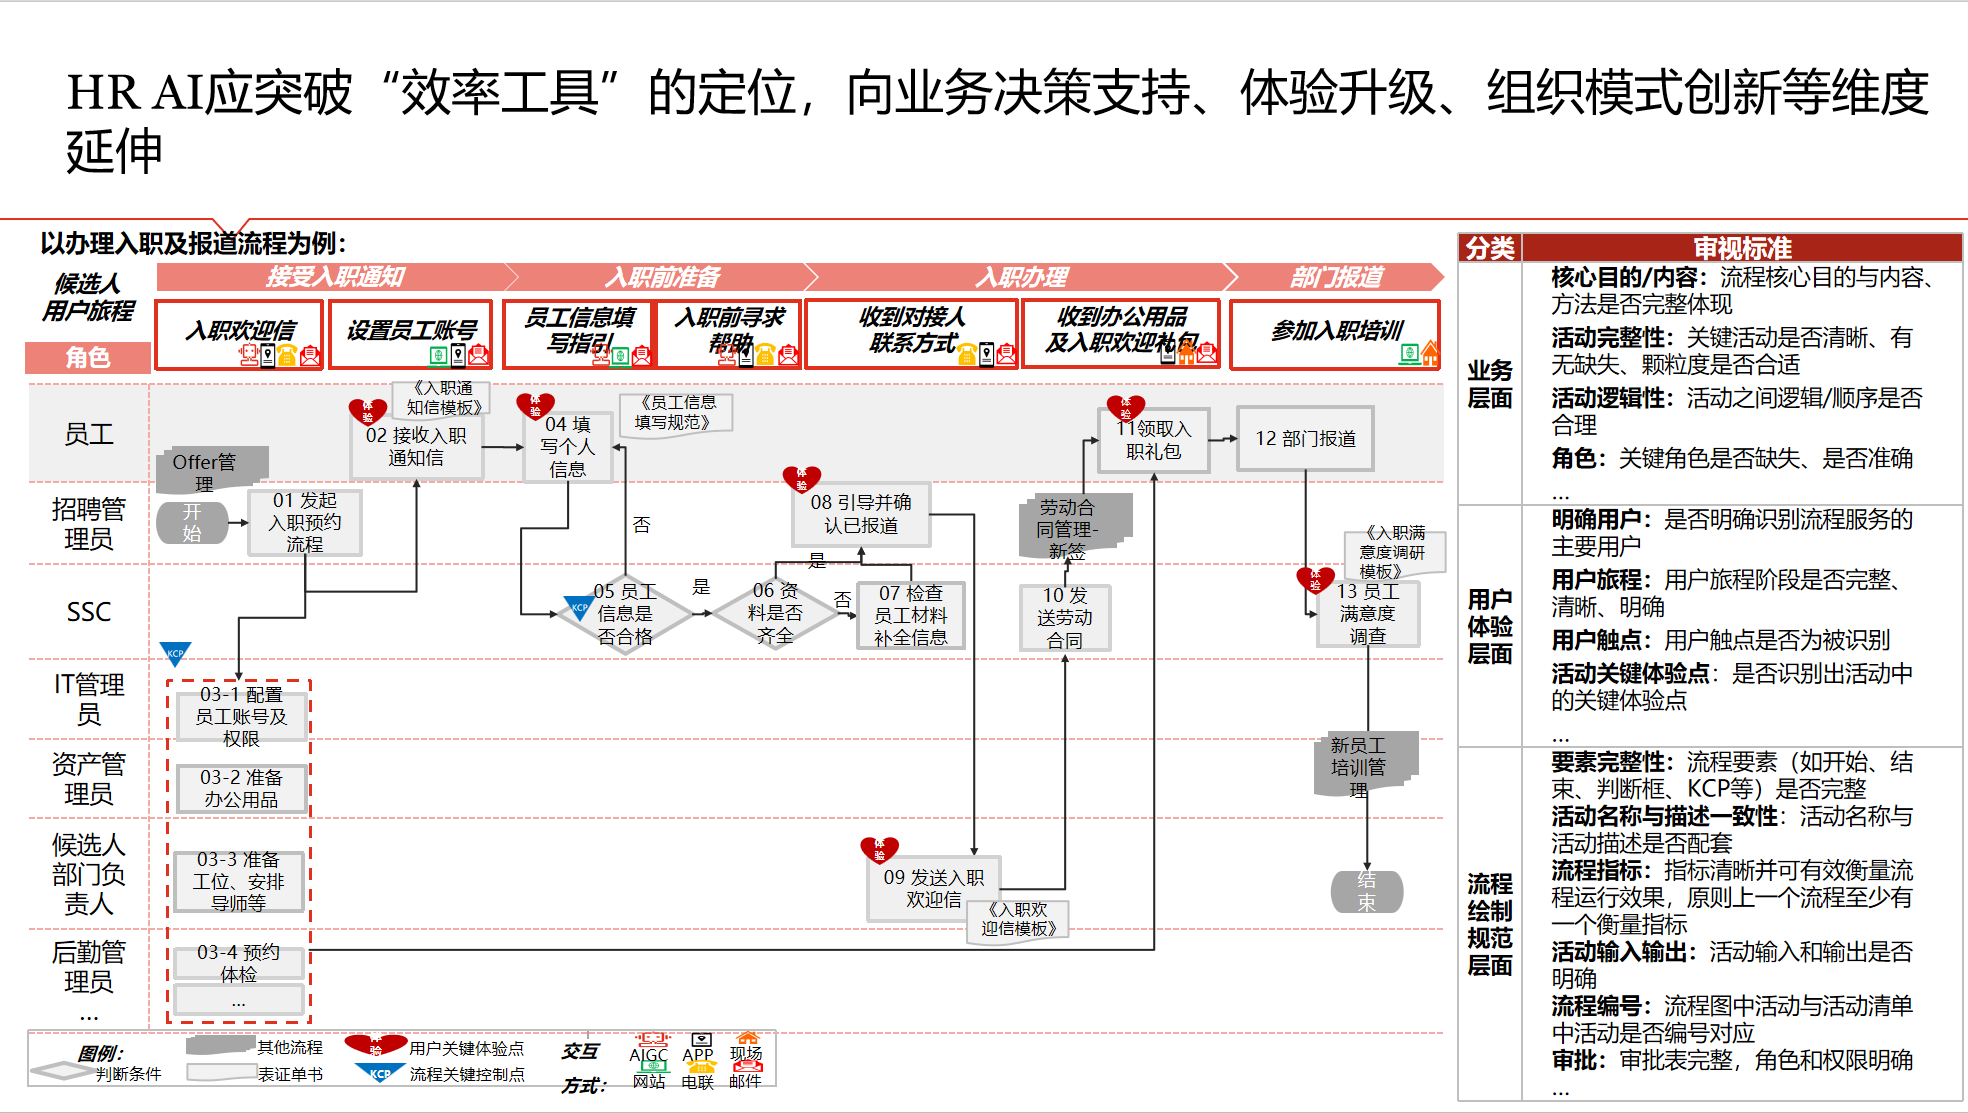 HR AI应突破“效率工具”的定位，向业务决策支持、体验升级、组织模式创新等维度
延伸
以办理入职及报道流程为例：
候选人
用户旅程
接受入职通知
入职前准备
入职办理
部门报道
入职欢迎信
设置员工账号
员工信息填
写指引
入职前寻求
帮助
收到对接人
联系方式
收到办公用品
及入职欢迎礼包
参加入职培训
角色
员工
Offer管
理
体
验
《入职通
知信模板》
02 接收入职
通知信
体
验
04 填
写个人
信息
《员工信息
填写规范》
体
验
11领取入
职礼包
12 部门报道
招聘管
理员
开
始
01 发起
入职预约
流程
否
体
验
08 引导并确
认已报道
是
劳动合
同管理-
新签
《入职满
意度调研
模板》
SSC
KCP
KCP
05 员工
信息是
否合格
是
06 资
料是否
齐全
否
07 检查
员工材料
补全信息
10 发
送劳动
合同
体
验
13 员工
满意度
调查
IT管理
员
03-1 配置
员工账号及
权限
资产管
理员
03-2 准备
办公用品
新员工
培训管
理
候选人
部门负
责人
03-3 准备
工位、安排
导师等
体
验
09 发送入职
欢迎信
《入职欢
迎信模板》
结
束
后勤管
理员
...
03-4 预约
体检
...
图例：
判断条件
其他流程
表证单书
体
验
用户关键体验点
KCP
流程关键控制点
交互
方式：
AIGC
APP
现场
网站
电联
邮件
分类
审视标准
业务
层面
核心目的/内容：流程核心目的与内容、
方法是否完整体现
活动完整性：关键活动是否清晰、有
无缺失、颗粒度是否合适
活动逻辑性：活动之间逻辑/顺序是否
合理
角色：关键角色是否缺失、是否准确
...
用户
体验
层面
明确用户：是否明确识别流程服务的
主要用户
用户旅程：用户旅程阶段是否完整、
清晰、明确
用户触点：用户触点是否为被识别
活动关键体验点：是否识别出活动中
的关键体验点
...
流程
绘制
规范
层面
要素完整性：流程要素（如开始、结
束、判断框、KCP等）是否完整
活动名称与描述一致性：活动名称与
活动描述是否配套
流程指标：指标清晰并可有效衡量流
程运行效果，原则上一个流程至少有
一个衡量指标
活动输入输出：活动输入和输出是否
明确
流程编号：流程图中活动与活动清单
中活动是否编号对应
审批：审批表完整，角色和权限明确
...